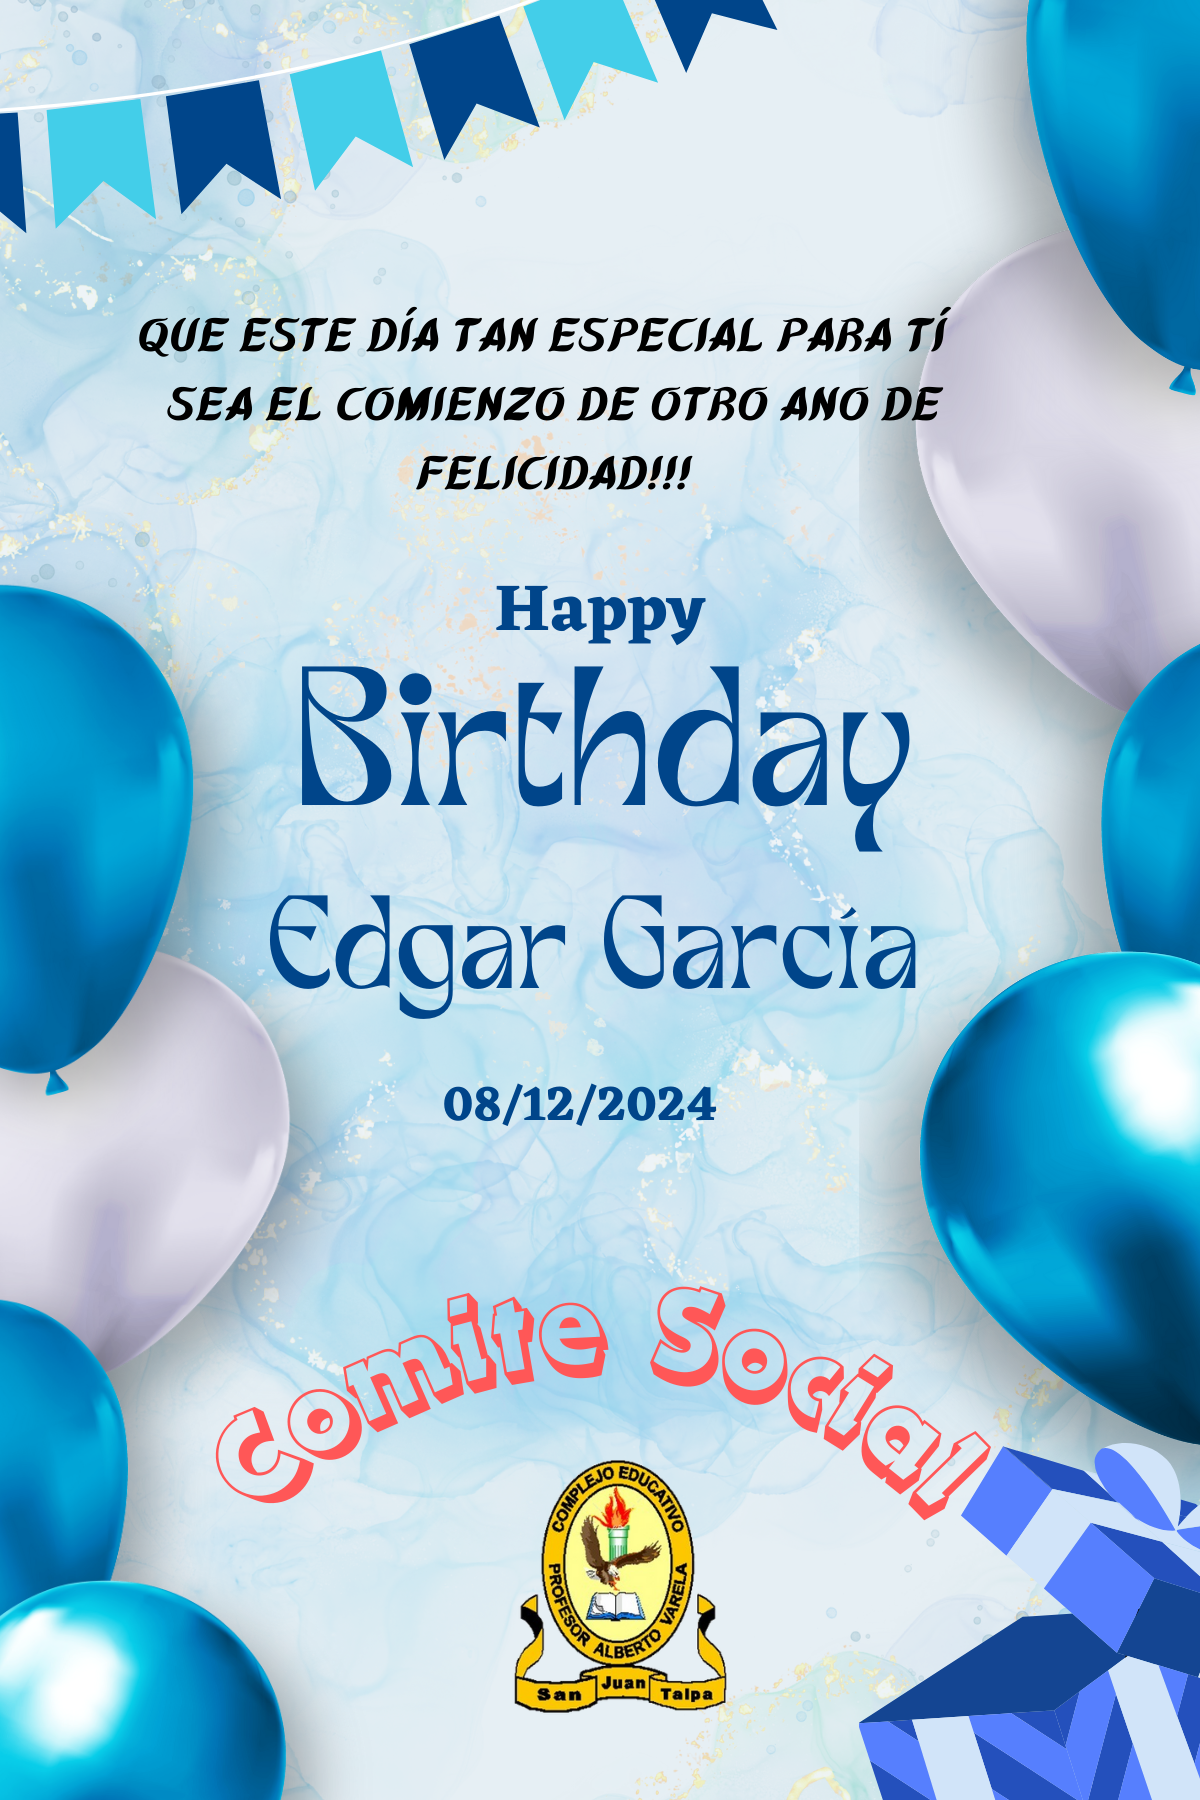 QUE ESTE DÍA TAN ESPECIAL PARA TÍ
SEA EL COMIENZO DE OTRO ANO DE
FELICIDAD!!!
Happy
Birthday
Edgar García
08/12/2024
Comite Social
COMPLEJO EDUCATIVO
PROFESOR ALBERTO VARELA
San Juan Talpa